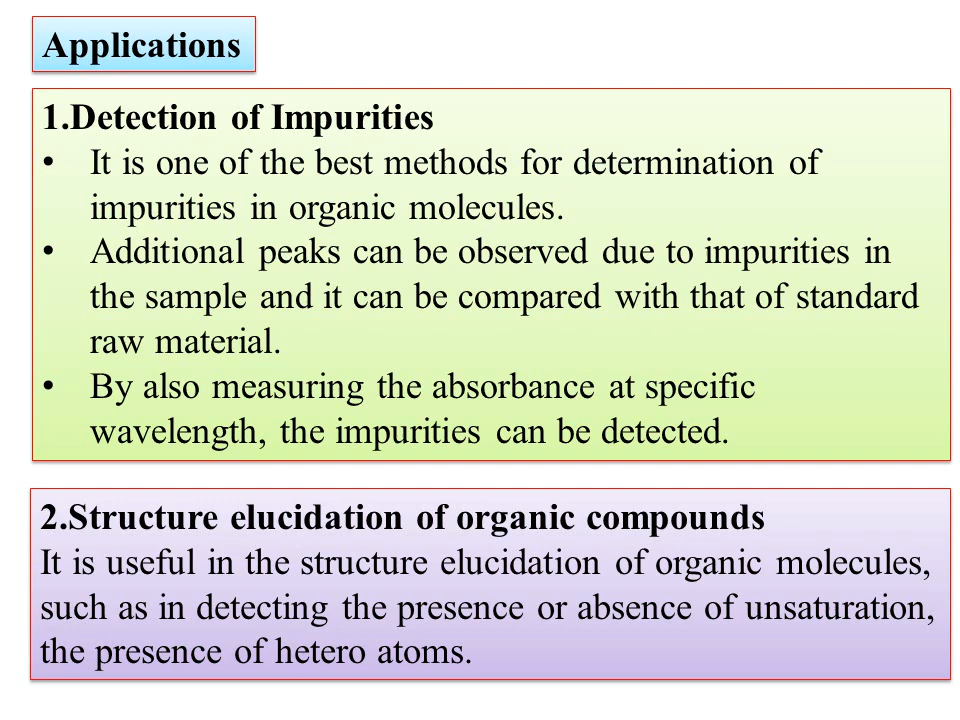 Applications
1.Detection of Impurities
• It is one of the best methods for determination of
impurities in organic molecules.
• Additional peaks can be observed due to impurities in
the sample and it can be compared with that of standard
raw material.
• By also measuring the absorbance at specific
wavelength, the impurities can be detected.
2.Structure elucidation of organic compounds
It is useful in the structure elucidation of organic molecules,
such as in detecting the presence or absence of unsaturation,
the presence of hetero atoms.